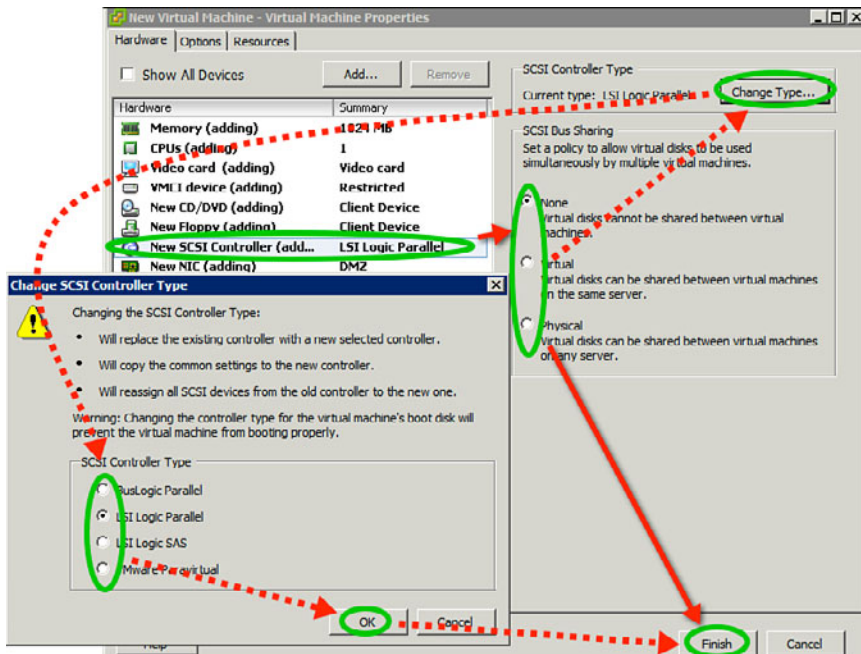 New Virtual Machine - Virtual Machine Properties
Hardware Options Resources
Show All Devices Add... Remove
Hardware Summary
Memory (adding) 1024 MB
CPUs (adding) 1
Video card (adding) Video card
VMCI device (adding) Restricted
New CD/DVD (adding) Client Device
New Floppy (adding) Client Device
New SCSI Controller (add... LSI Logic Parallel
New NIC (adding) DMZ
SCSI Controller Type
Current type: LSI Logic Parallel Change Type...
SCSI Bus Sharing
Set a policy to allow virtual disks to be used
simultaneously by multiple virtual machines.
None
Virtual disks cannot be shared between virtual
machines.
Virtual
Virtual disks can be shared between virtual machines
on the same server.
Physical
Virtual disks can be shared between virtual machines
on any server.
Change SCSI Controller Type
Changing the SCSI Controller Type:
• Will replace the existing controller with a new selected controller.
• Will copy the common settings to the new controller.
• Will reassign all SCSI devices from the old controller to the new one.
Warning: Changing the controller type for the virtual machine's boot disk will
prevent the virtual machine from booting properly.
SCSI Controller Type
BusLogic Parallel
LSI Logic Parallel
LSI Logic SAS
VMware Paravirtual
OK Cancel
Help Finish Cancel